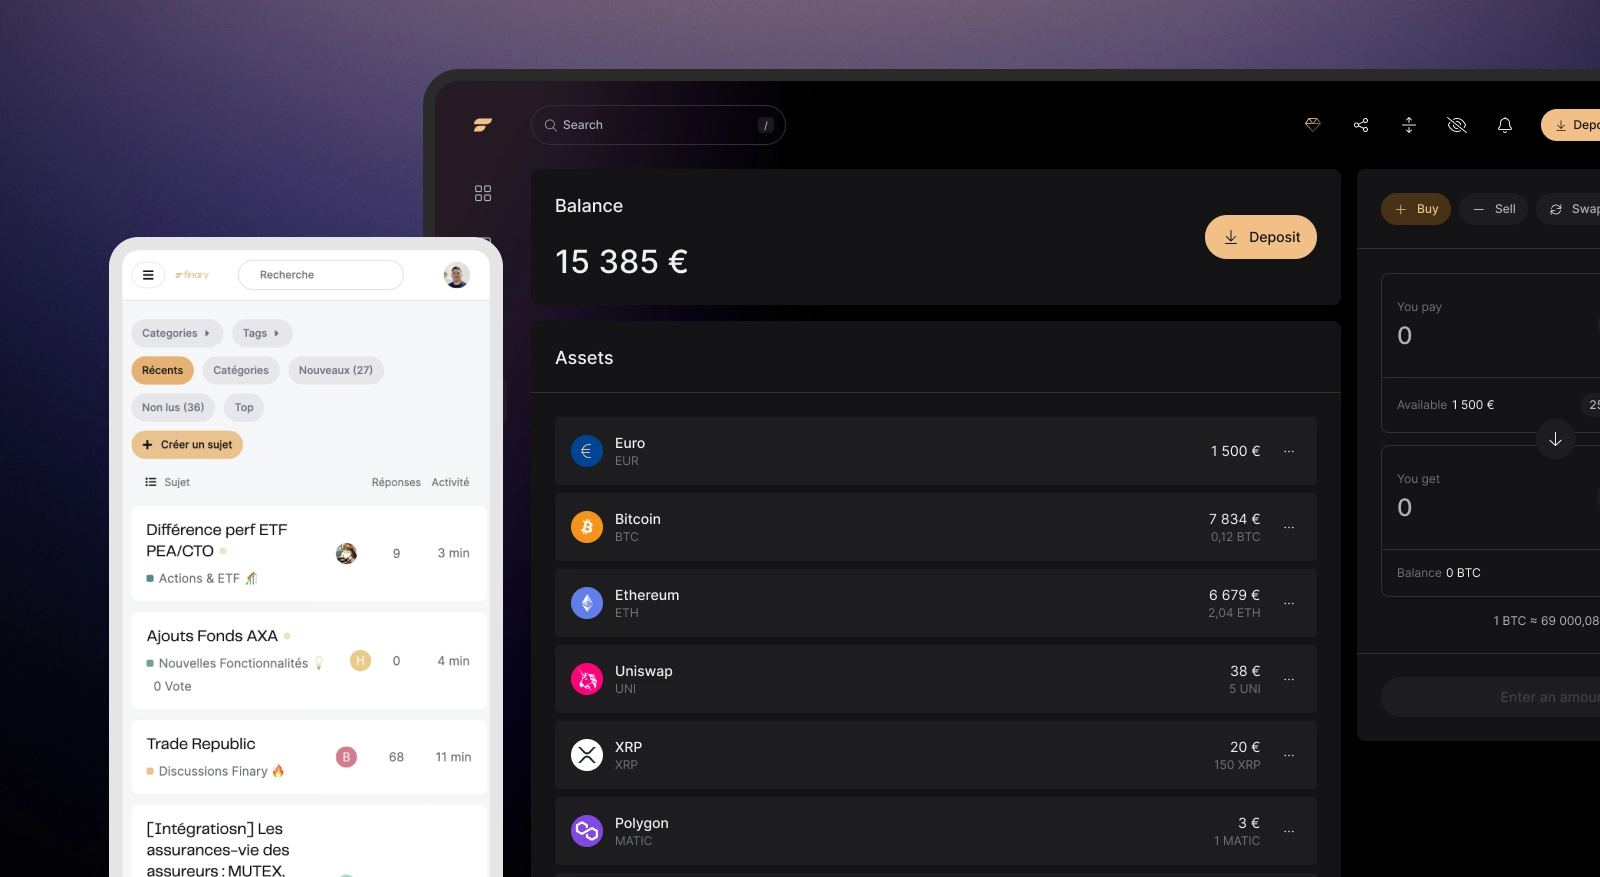 Search
/
Depo
Balance
15 385 €
Deposit
Assets
Euro
EUR
1 500 €
Bitcoin
BTC
7 834 €
0,12 BTC
Ethereum
ETH
6 679 €
2,04 ETH
Uniswap
UNI
38 €
5 UNI
XRP
XRP
20 €
150 XRP
Polygon
MATIC
3 €
1 MATIC
Buy
Sell
Swap
You pay
0
Available 1 500 €
25
You get
0
Balance 0 BTC
1 BTC ≈ 69 000,08
Enter an amour
finary
Recherche
Categories
Tags
Récents
Catégories
Nouveaux (27)
Non lus (36)
Top
+ Créer un sujet
Sujet
Réponses
Activité
Différence perf ETF
PEA/CTO
Actions & ETF
9
3 min
Ajouts Fonds AXA
Nouvelles Fonctionnalités
0 Vote
H
0
4 min
Trade Republic
Discussions Finary
B
68
11 min
[Intégratiosn] Les
assurances-vie des
assureurs : MUTEX,